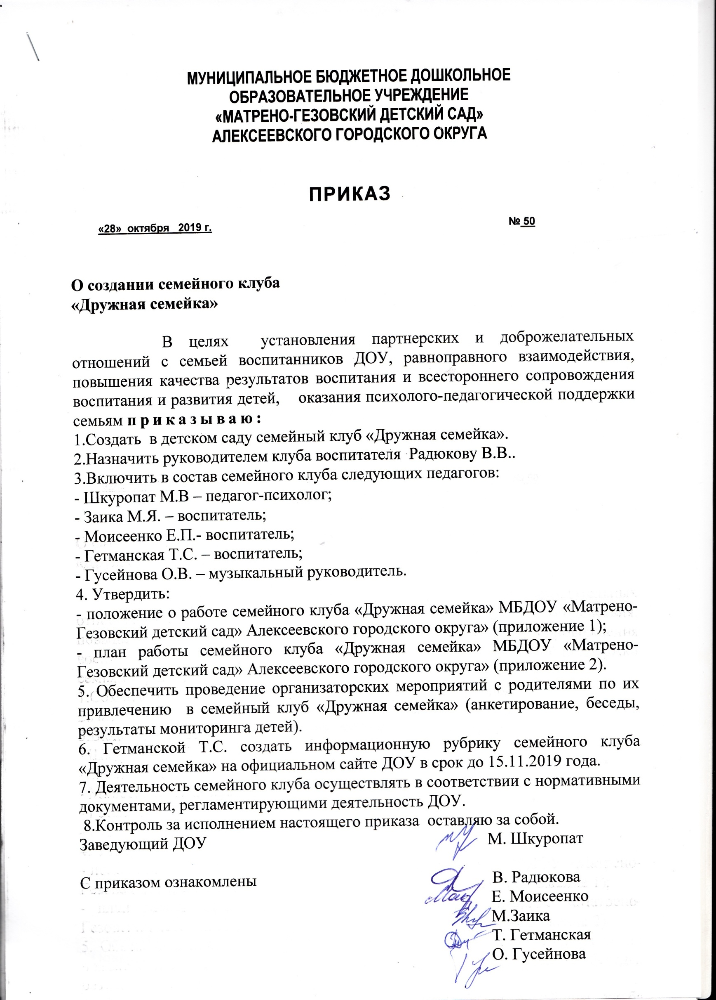 МУНИЦИПАЛЬНОЕ БЮДЖЕТНОЕ ДОШКОЛЬНОЕ
ОБРАЗОВАТЕЛЬНОЕ УЧРЕЖДЕНИЕ
«МАТРЕНО-ГЕЗОВСКИЙ ДЕТСКИЙ САД»
АЛЕКСЕЕВСКОГО ГОРОДСКОГО ОКРУГА
ПРИКАЗ
«28» октября 2019 г. № 50
О создании семейного клуба
«Дружная семейка»
В целях установления партнерских и доброжелательных
отношений с семьей воспитанников ДОУ, равноправного взаимодействия,
повышения качества результатов воспитания и всестороннего сопровождения
воспитания и развития детей, оказания психолого-педагогической поддержки
семьям п р и к а з ы в а ю :
1.Создать в детском саду семейный клуб «Дружная семейка».
2.Назначить руководителем клуба воспитателя Радюкову В.В..
3.Включить в состав семейного клуба следующих педагогов:
- Шкуропат М.В – педагог-психолог;
- Заика М.Я. – воспитатель;
- Моисеенко Е.П.- воспитатель;
- Гетманская Т.С. – воспитатель;
- Гусейнова О.В. – музыкальный руководитель.
4. Утвердить:
- положение о работе семейного клуба «Дружная семейка» МБДОУ «Матрено-
Гезовский детский сад» Алексеевского городского округа» (приложение 1);
- план работы семейного клуба «Дружная семейка» МБДОУ «Матрено-
Гезовский детский сад» Алексеевского городского округа» (приложение 2).
5. Обеспечить проведение организаторских мероприятий с родителями по их
привлечению в семейный клуб «Дружная семейка» (анкетирование, беседы,
результаты мониторинга детей).
6. Гетманской Т.С. создать информационную рубрику семейного клуба
«Дружная семейка» на официальном сайте ДОУ в срок до 15.11.2019 года.
7. Деятельность семейного клуба осуществлять в соответствии с нормативными
документами, регламентирующими деятельность ДОУ.
8.Контроль за исполнением настоящего приказа оставляю за собой.
Заведующий ДОУ М. Шкуропат
С приказом ознакомлены В. Радюкова
Е. Моисеенко
М.Заика
Т. Гетманская
О. Гусейнова